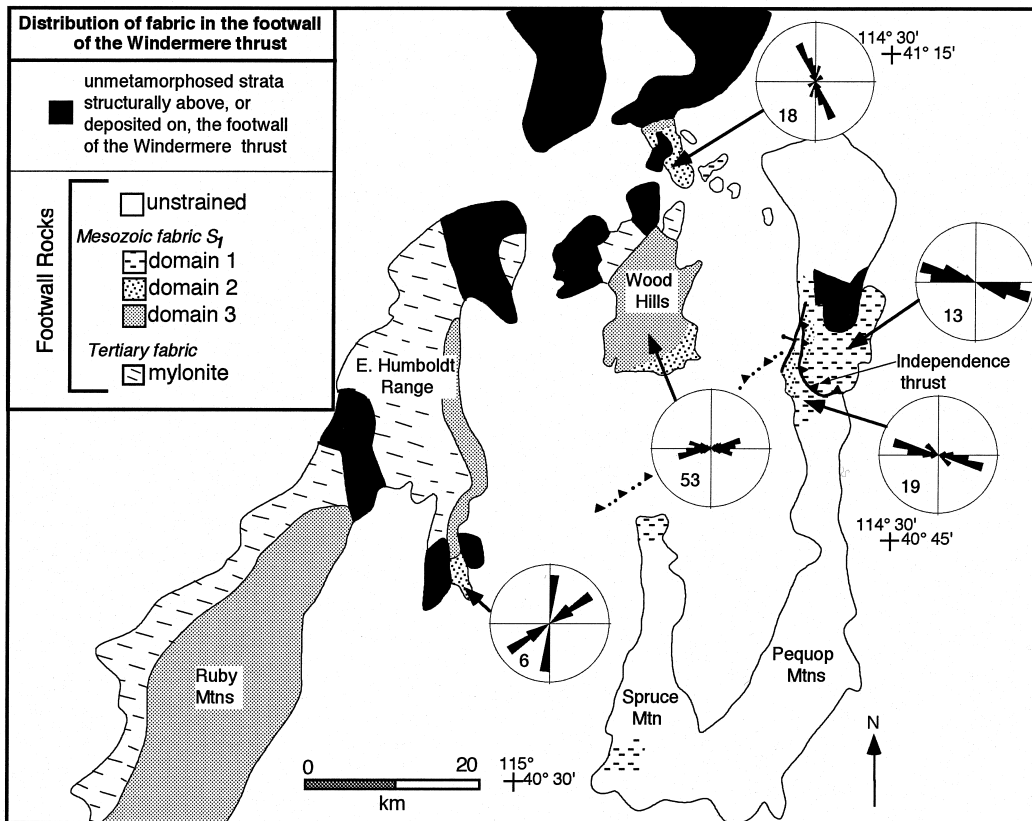 Distribution of fabric in the footwall
of the Windermere thrust
unmetamorphosed strata
structurally above, or
deposited on, the footwall
of the Windermere thrust
Footwall Rocks
unstrained
Mesozoic fabric S1
domain 1
domain 2
domain 3
Tertiary fabric
mylonite
114° 30'
41° 15'
18
Wood
Hills
13
E. Humboldt
Range
Independence
thrust
53
19
114° 30'
40° 45'
6
Ruby
Mtns
Pequop
Mtns
Spruce
Mtn
N
0 20
km
115°
40° 30'